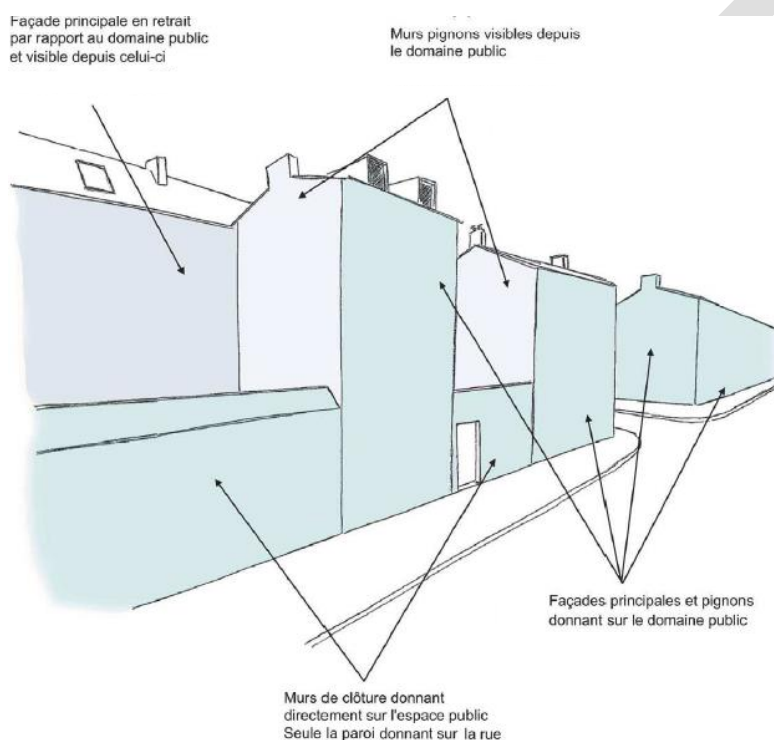 Façade principale en retrait
par rapport au domaine public
et visible depuis celui-ci
Murs pignons visibles depuis
le domaine public
Façades principales et pignons
donnant sur le domaine public
Murs de clôture donnant
directement sur l'espace public
Seule la paroi donnant sur la rue